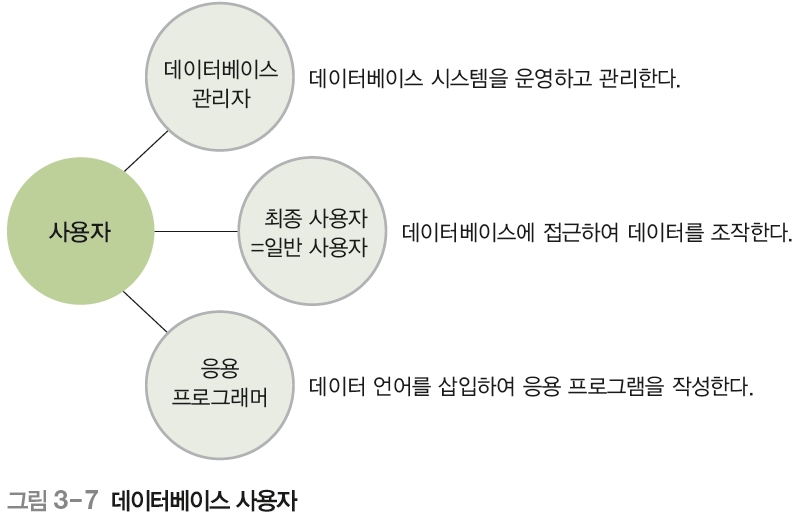 데이터베이스
관리자
데이터베이스 시스템을 운영하고 관리한다.
사용자
최종 사용자
=일반 사용자
데이터베이스에 접근하여 데이터를 조작한다.
응용
프로그래머
데이터 언어를 삽입하여 응용 프로그램을 작성한다.
그림 3-7 데이터베이스 사용자